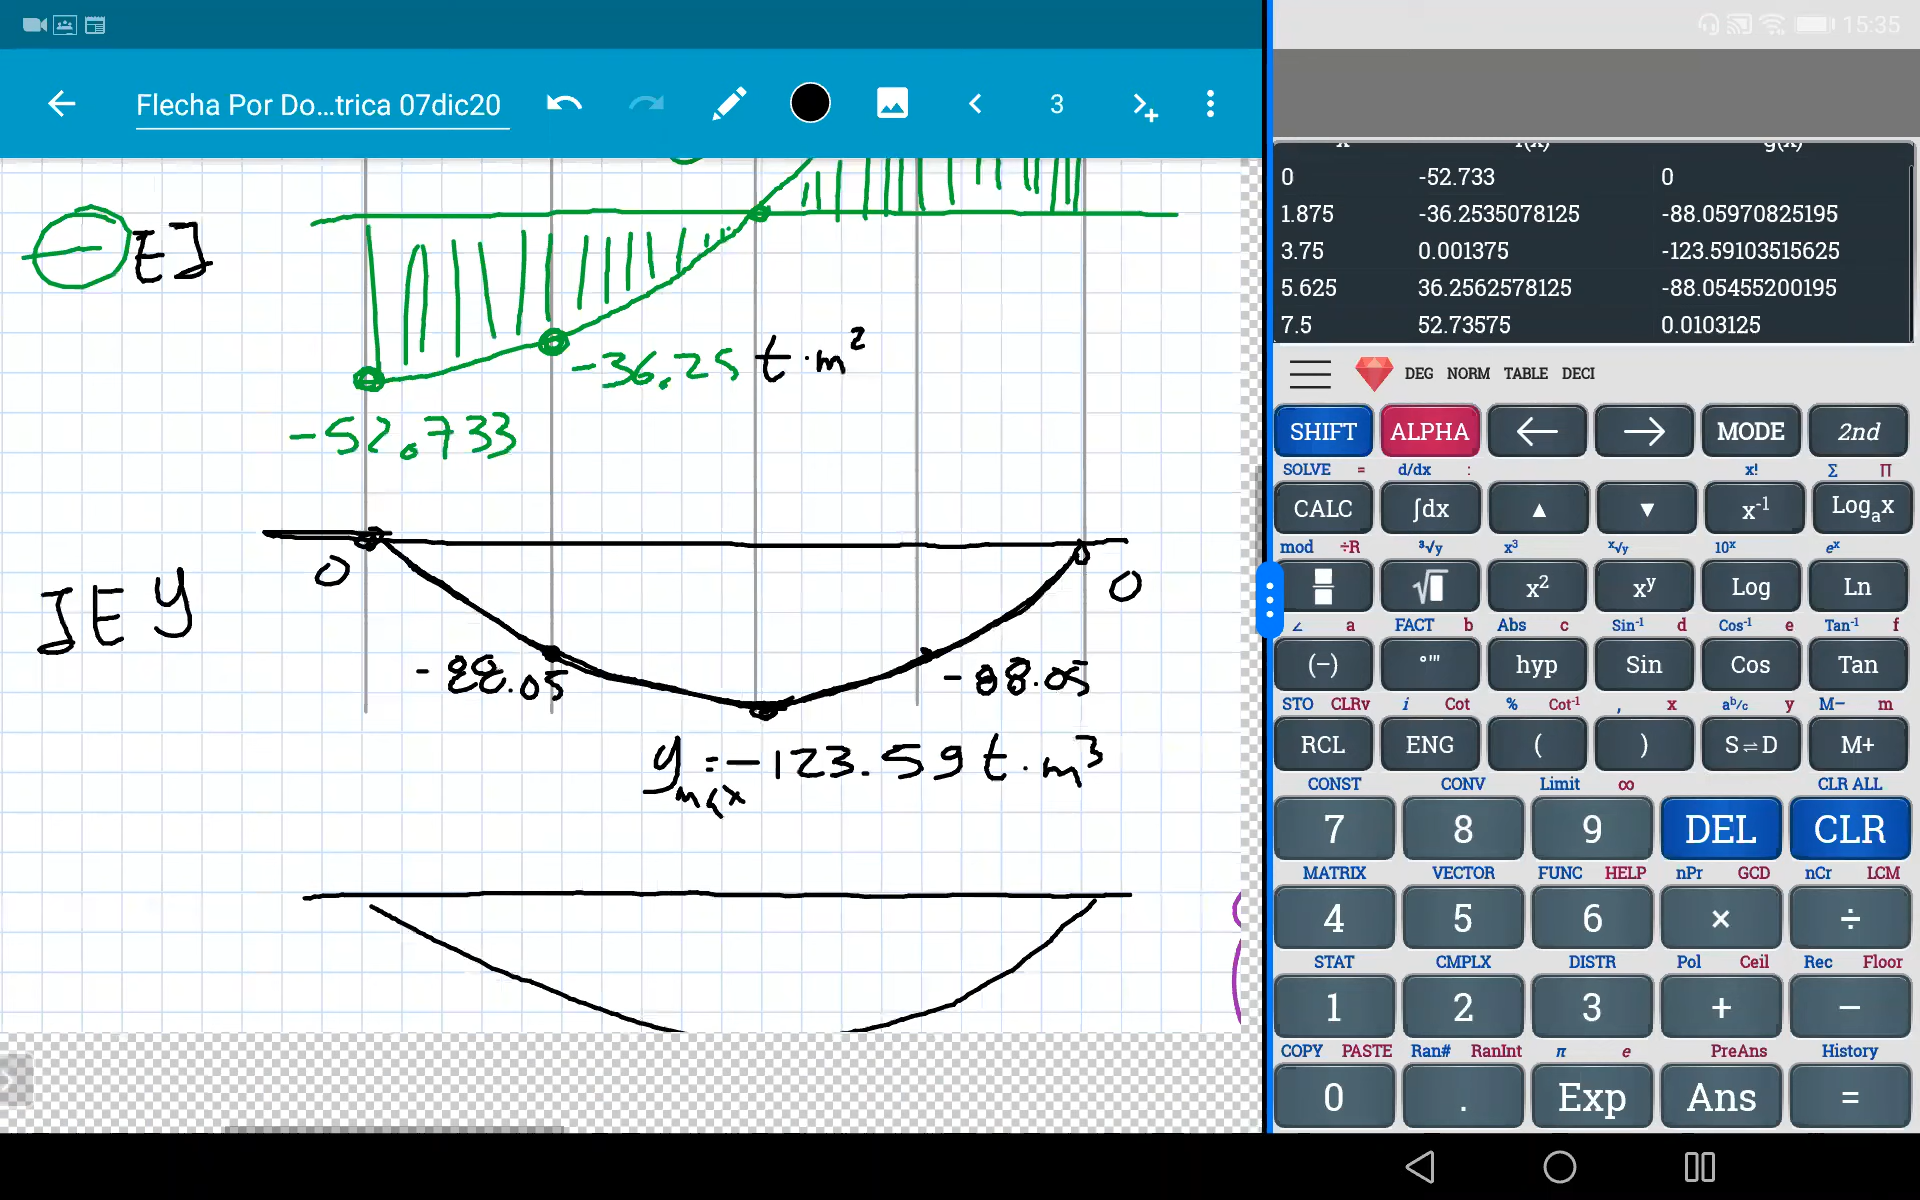 15:35
Flecha Por Do...trica 07dic20
3
EJ
-36.25 t·m²
-52.733
0
0
JEY
-88.05
-88.05
y max = -123.59 t·m³
x f(x) g(x)
0 -52.733 0
1.875 -36.2535078125 -88.05970825195
3.75 0.001375 -123.59103515625
5.625 36.2562578125 -88.05455200195
7.5 52.73575 0.0103125
DEG NORM TABLE DECI
SHIFT ALPHA ← → MODE 2nd
SOLVE = d/dx : x! Σ Π
CALC ∫dx ▲ ▼ x⁻¹ Logₐx
mod ÷R ³√y x³ ˣ√y 10ˣ eˣ
√ x² xʸ Log Ln
∠ a FACT b Abs c Sin⁻¹ d Cos⁻¹ e Tan⁻¹ f
(−) °'" hyp Sin Cos Tan
STO CLRv i Cot % Cot⁻¹ , x aᵇ/c y M− m
RCL ENG ( ) S⇌D M+
CONST CONV Limit ∞ CLR ALL
7 8 9 DEL CLR
MATRIX VECTOR FUNC HELP nPr GCD nCr LCM
4 5 6 × ÷
STAT CMPLX DISTR Pol Ceil Rec Floor
1 2 3 + −
COPY PASTE Ran# RanInt π e PreAns History
0 . Exp Ans =